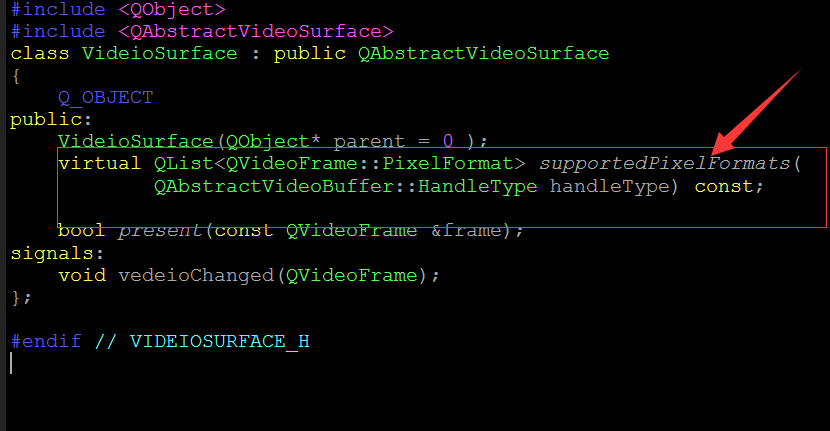 #include <QObject>
#include <QAbstractVideoSurface>
class VideioSurface : public QAbstractVideoSurface
{
    Q_OBJECT
public:
    VideioSurface(QObject* parent = 0 );
    virtual QList<QVideoFrame::PixelFormat> supportedPixelFormats(
            QAbstractVideoBuffer::HandleType handleType) const;
    bool present(const QVideoFrame &frame);
signals:
    void vedeioChanged(QVideoFrame);
};
#endif // VIDEIOSURFACE_H